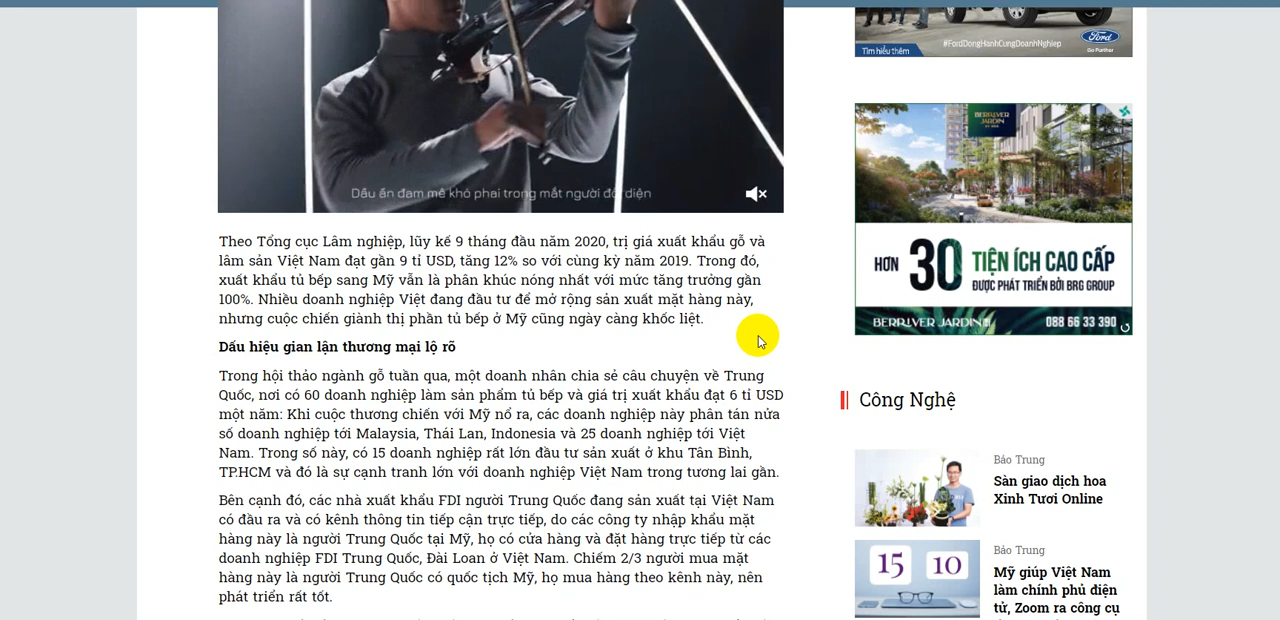 Dấu ấn đam mê khó phai trong mắt người đối diện
Theo Tổng cục Lâm nghiệp, lũy kế 9 tháng đầu năm 2020, trị giá xuất khẩu gỗ và
lâm sản Việt Nam đạt gần 9 tỉ USD, tăng 12% so với cùng kỳ năm 2019. Trong đó,
xuất khẩu tủ bếp sang Mỹ vẫn là phân khúc nóng nhất với mức tăng trưởng gần
100%. Nhiều doanh nghiệp Việt đang đầu tư để mở rộng sản xuất mặt hàng này,
nhưng cuộc chiến giành thị phần tủ bếp ở Mỹ cũng ngày càng khốc liệt.
Dấu hiệu gian lận thương mại lộ rõ
Trong hội thảo ngành gỗ tuần qua, một doanh nhân chia sẻ câu chuyện về Trung
Quốc, nơi có 60 doanh nghiệp làm sản phẩm tủ bếp và giá trị xuất khẩu đạt 6 tỉ USD
một năm: Khi cuộc thương chiến với Mỹ nổ ra, các doanh nghiệp này phân tán nửa
số doanh nghiệp tới Malaysia, Thái Lan, Indonesia và 25 doanh nghiệp tới Việt
Nam. Trong số này, có 15 doanh nghiệp rất lớn đầu tư sản xuất ở khu Tân Bình,
TP.HCM và đó là sự cạnh tranh lớn với doanh nghiệp Việt Nam trong tương lai gần.
Bên cạnh đó, các nhà xuất khẩu FDI người Trung Quốc đang sản xuất tại Việt Nam
có đầu ra và có kênh thông tin tiếp cận trực tiếp, do các công ty nhập khẩu mặt
hàng này là người Trung Quốc tại Mỹ, họ có cửa hàng và đặt hàng trực tiếp từ các
doanh nghiệp FDI Trung Quốc, Đài Loan ở Việt Nam. Chiếm 2/3 người mua mặt
hàng này là người Trung Quốc có quốc tịch Mỹ, họ mua hàng theo kênh này, nên
phát triển rất tốt.
Tìm hiểu thêm
#FordDongHanhCungDoanhNghiep
Ford
Go Further
BERRIVER
JARDIN
HƠN 30 TIỆN ÍCH CAO CẤP
ĐƯỢC PHÁT TRIỂN BỞI BRG GROUP
BERRIVER JARDIN
088 66 33 390
Công Nghệ
Bảo Trung
Sàn giao dịch hoa
Xinh Tươi Online
15 10
Bảo Trung
Mỹ giúp Việt Nam
làm chính phủ điện
tử, Zoom ra công cụ